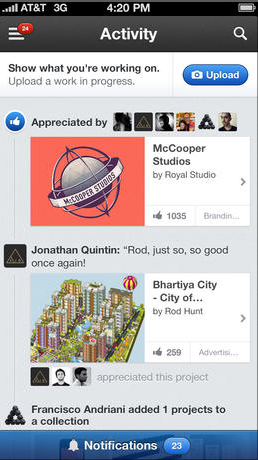 AT&T 3G 4:20 PM
24
Activity
Show what you're working on.
Upload a work in progress.
Upload
Appreciated by
McCooper
Studios
by Royal Studio
McCOOPER STUDIOS
1035 Brandin...
Jonathan Quintin: “Rod, just so, so good
once again!
Bhartiya City
- City of...
by Rod Hunt
259 Advertisi...
appreciated this project
Francisco Andriani added 1 projects to
a collection
Notifications 23